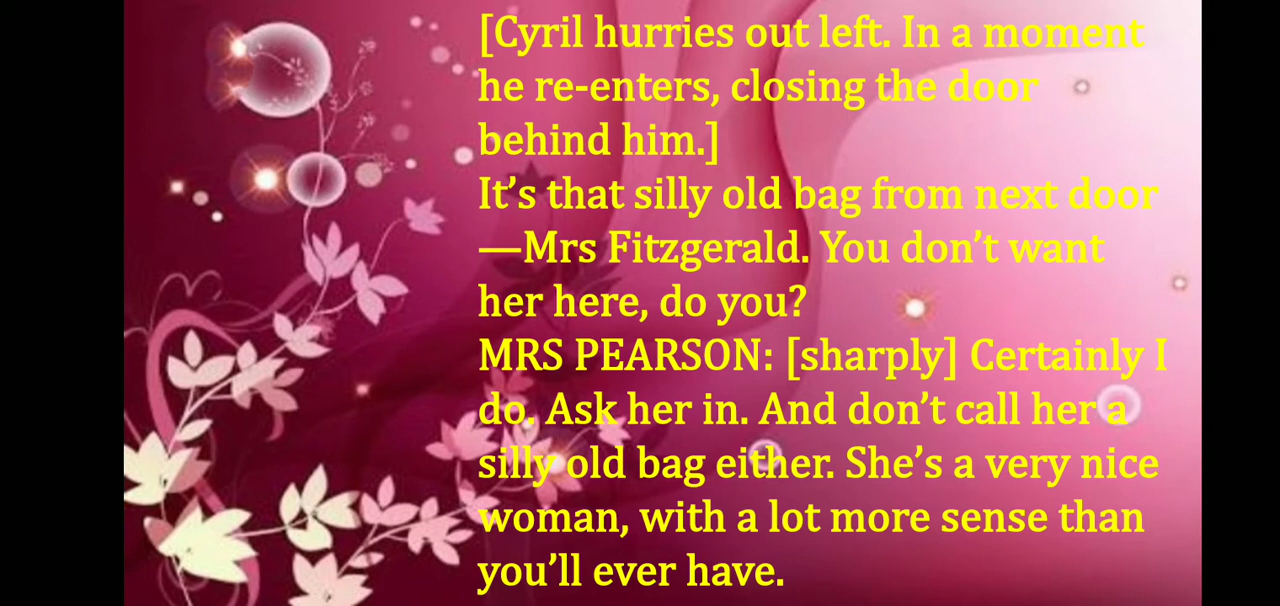 [Cyril hurries out left. In a moment
he re-enters, closing the door
behind him.]
It’s that silly old bag from next door
—Mrs Fitzgerald. You don’t want
her here, do you?
MRS PEARSON: [sharply] Certainly I
do. Ask her in. And don’t call her a
silly old bag either. She’s a very nice
woman, with a lot more sense than
you’ll ever have.